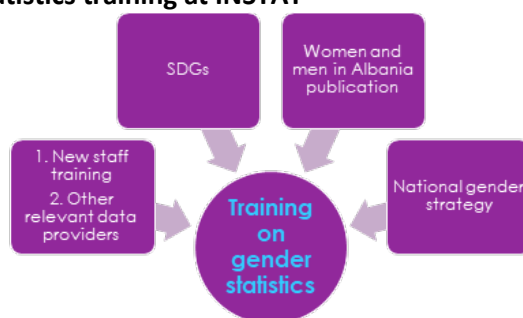 statistics training at INSTAT
SDGs
Women and
men in Albania
publication
1. New staff
training
2. Other
relevant data
providers
National gender
strategy
Training
on
gender
statistics